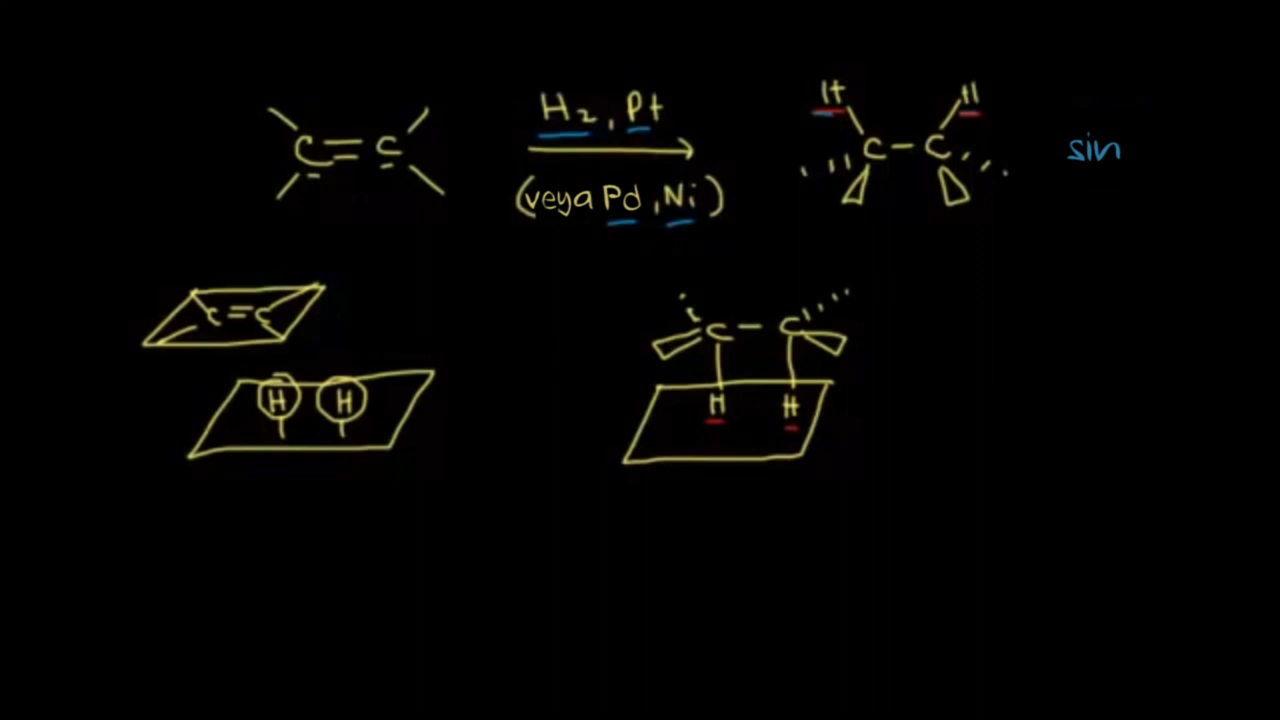 H₂, Pt
H H
C = C
C - C
sin
(veya Pd, Ni)
C = C
C - C
H H
H H